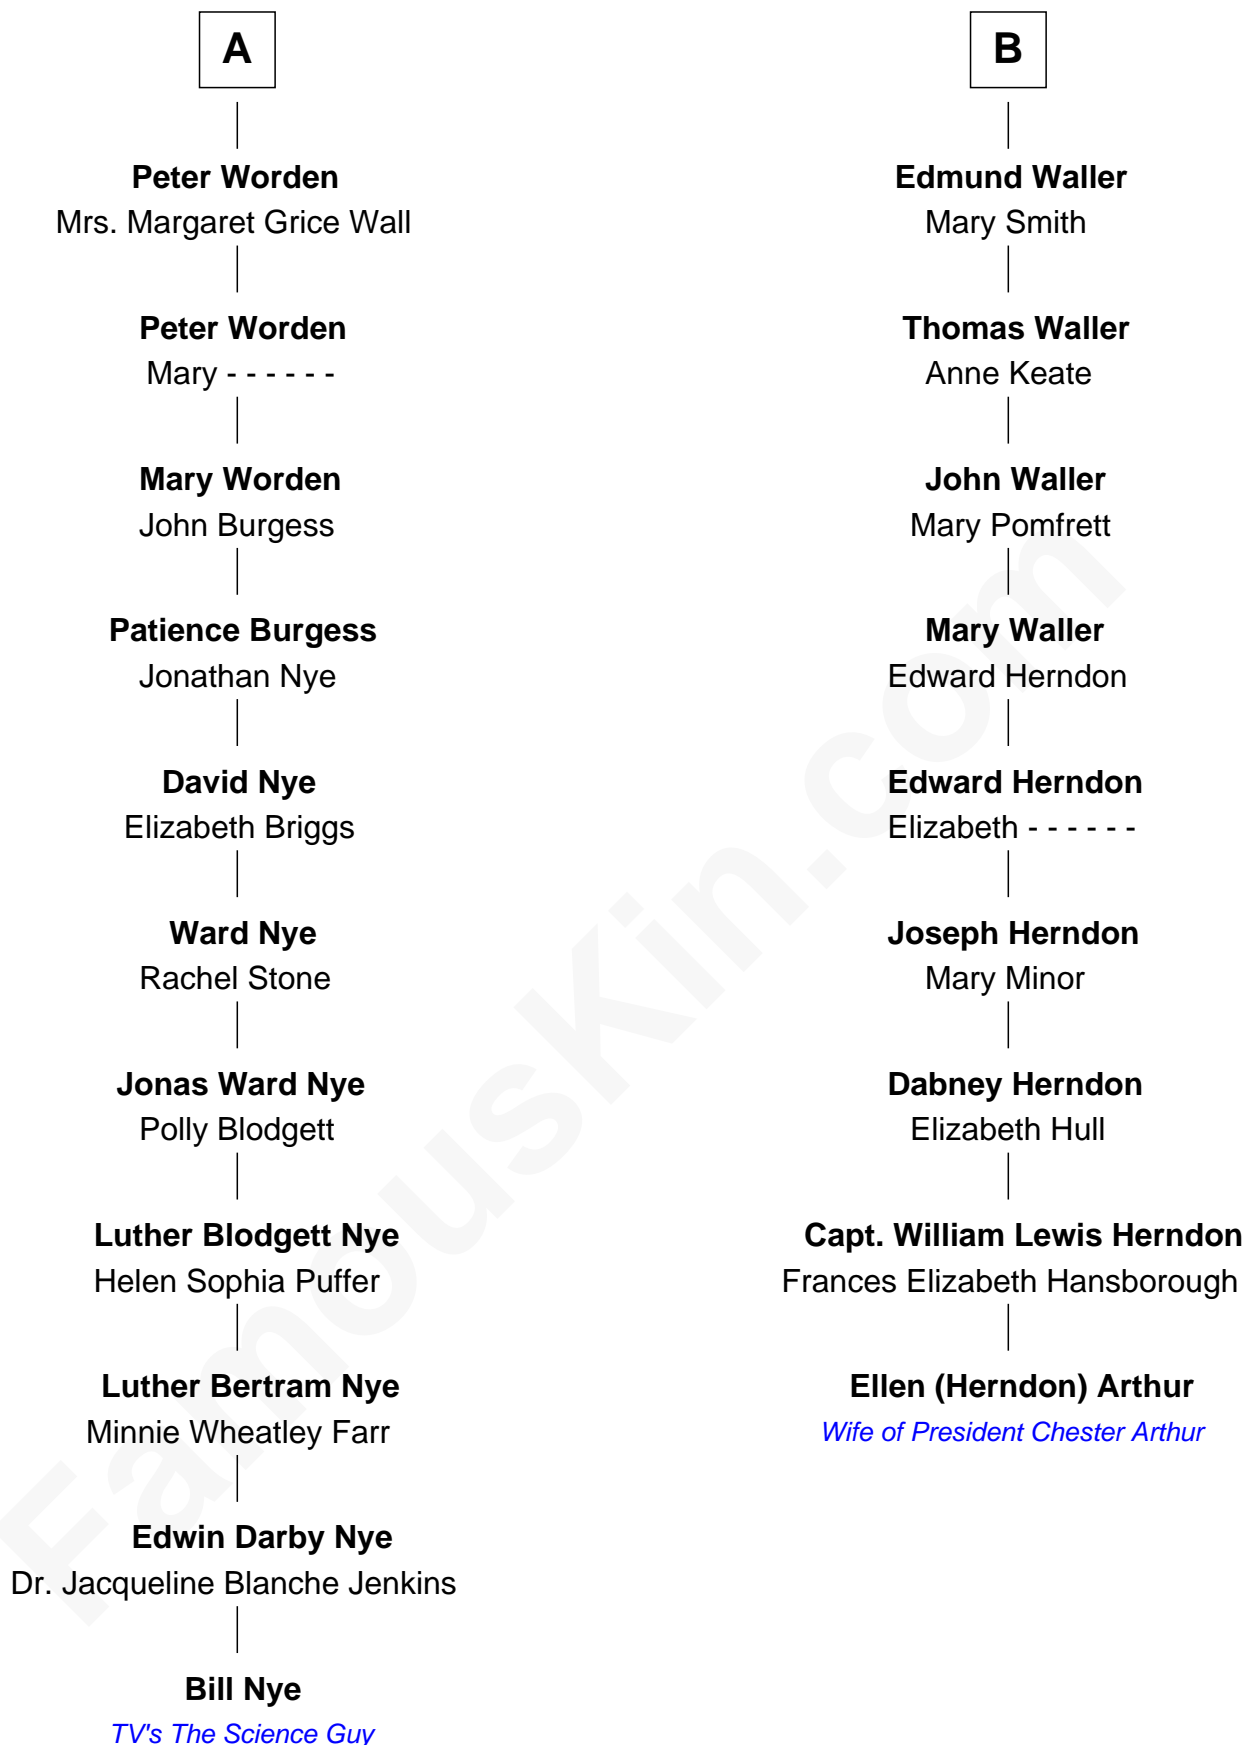 A
Peter Worden
Mrs. Margaret Grice Wall
Peter Worden
Mary - - - - - -
Mary Worden
John Burgess
Patience Burgess
Jonathan Nye
David Nye
Elizabeth Briggs
Ward Nye
Rachel Stone
Jonas Ward Nye
Polly Blodgett
Luther Blodgett Nye
Helen Sophia Puffer
Luther Bertram Nye
Minnie Wheatley Farr
Edwin Darby Nye
Dr. Jacqueline Blanche Jenkins
Bill Nye
TV's The Science Guy
B
Edmund Waller
Mary Smith
Thomas Waller
Anne Keate
John Waller
Mary Pomfrett
Mary Waller
Edward Herndon
Edward Herndon
Elizabeth - - - - - -
Joseph Herndon
Mary Minor
Dabney Herndon
Elizabeth Hull
Capt. William Lewis Herndon
Frances Elizabeth Hansborough
Ellen (Herndon) Arthur
Wife of President Chester Arthur
FamousKin.com